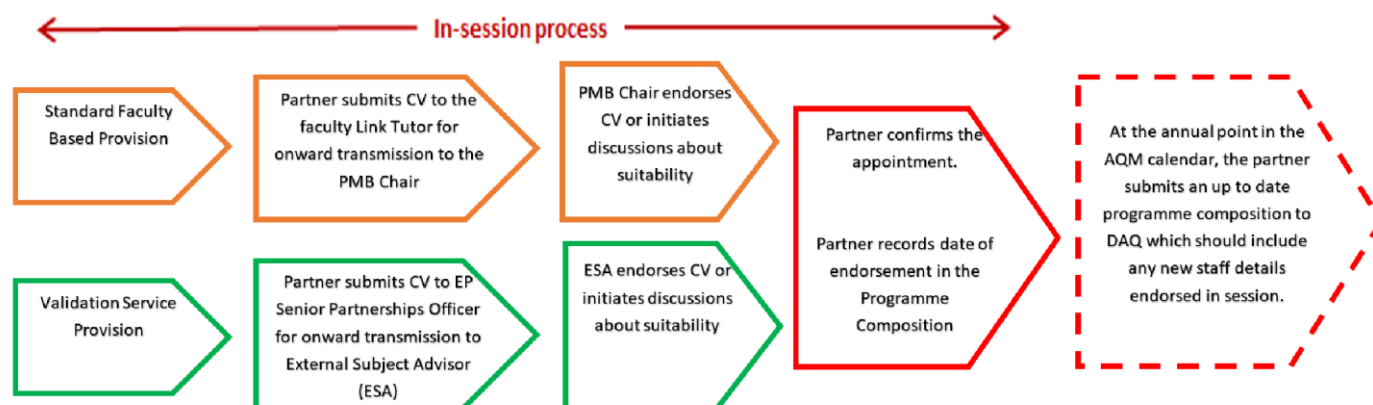 In-session process
Standard Faculty
Based Provision
Partner submits CV to the
faculty Link Tutor for
onward transmission to the
PMB Chair
PMB Chair endorses
CV or initiates
discussions about
suitability
Validation Service
Provision
Partner submits CV to EP
Senior Partnerships Officer
for onward transmission to
External Subject Advisor
(ESA)
ESA endorses CV or
initiates discussions
about suitability
Partner confirms the
appointment.
Partner records date of
endorsement in the
Programme
Composition
At the annual point in the
AQM calendar, the partner
submits an up to date
programme composition to
DAQ which should include
any new staff details
endorsed in session.